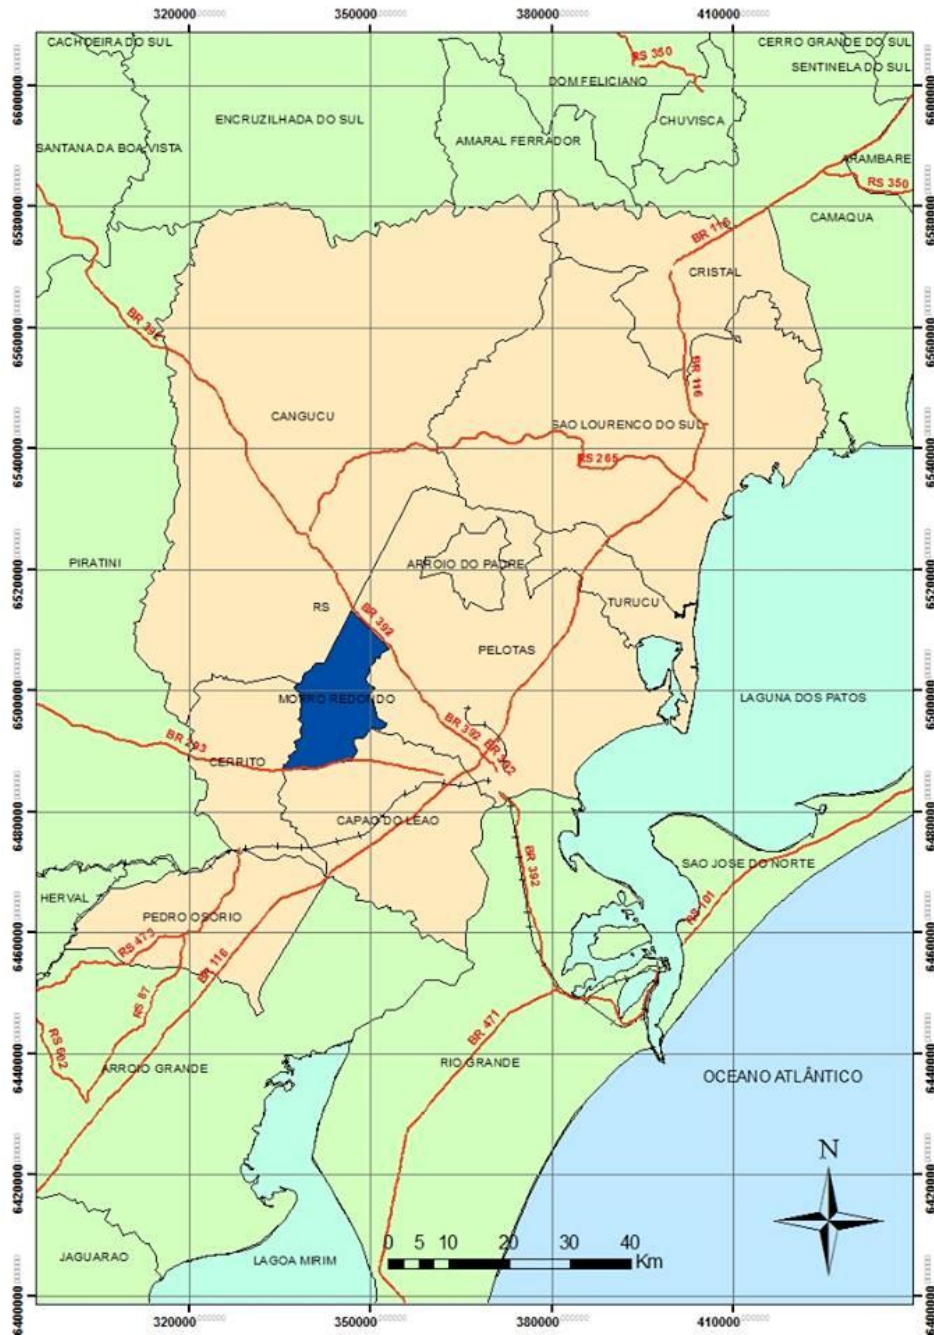 320000
350000
380000
410000
CACHOEIRA DO SUL
RS 350
CERRO GRANDE DO SUL
SENTINELA DO SUL
DOM FELICIANO
6600000
6600000
ENCRUZILHADA DO SUL
CHUVISCA
AMARAL FERRADOR
SANTANA DA BOA VISTA
ARAMBARE
RS 350
6580000
6580000
CAMAQUA
BR 116
CRISTAL
6560000
6560000
BR 392
BR 116
CANGUCU
SAO LOURENCO DO SUL
6540000
6540000
RS 265
PIRATINI
ARROIO DO PADRE
6520000
6520000
RS
BR 392
TURUCU
PELOTAS
MORRO REDONDO
LAGUNA DOS PATOS
6500000
6500000
BR 293
CERRITO
BR 392
BR 392
6480000
6480000
CAPAO DO LEAO
BR 392
SAO JOSE DO NORTE
HERVAL
PEDRO OSORIO
RS 101
RS 473
6460000
6460000
BR 116
RS 87
BR 471
RS 602
6440000
6440000
ARROIO GRANDE
RIO GRANDE
OCEANO ATLÂNTICO
N
6420000
6420000
JAGUARAO
LAGOA MIRIM
0 5 10 20 30 40
Km
6400000
6400000
320000
350000
380000
410000